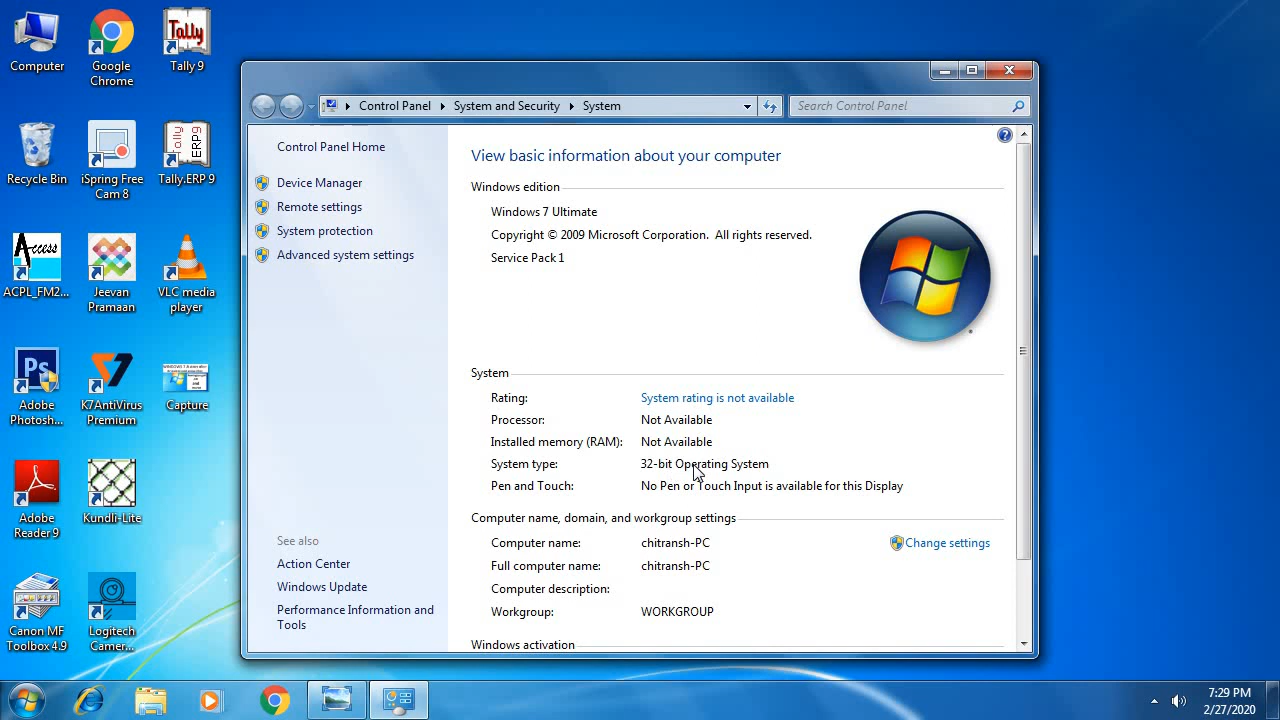 Computer
Google
Chrome
Tally
Tally 9
Recycle Bin
iSpring Free
Cam 8
Tally
ERP9
Tally.ERP 9
Access
ACPL_FM2...
Jeevan
Pramaan
VLC media
player
Ps
Adobe
Photosh...
K7AntiVirus
Premium
Capture
Adobe
Reader 9
Kundli-Lite
Canon MF
Toolbox 4.9
Logitech
Camer...
Control Panel
System and Security
System
Search Control Panel
Control Panel Home
Device Manager
Remote settings
System protection
Advanced system settings
See also
Action Center
Windows Update
Performance Information and
Tools
View basic information about your computer
Windows edition
Windows 7 Ultimate
Copyright © 2009 Microsoft Corporation.  All rights reserved.
Service Pack 1
System
Rating: System rating is not available
Processor: Not Available
Installed memory (RAM): Not Available
System type: 32-bit Operating System
Pen and Touch: No Pen or Touch Input is available for this Display
Computer name, domain, and workgroup settings
Computer name: chitransh-PC
Change settings
Full computer name: chitransh-PC
Computer description:
Workgroup: WORKGROUP
Windows activation
7:29 PM
2/27/2020